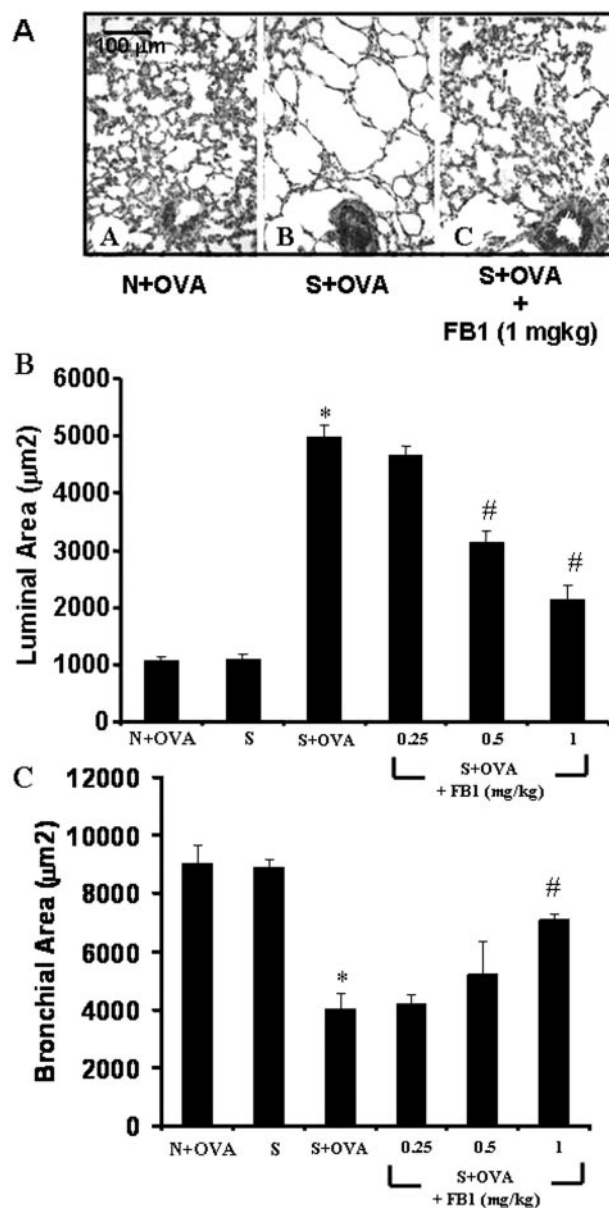 A
100 µm
A B C
N+OVA S+OVA S+OVA
+
FB1 (1 mgkg)
B
Luminal Area (µm2)
6000
5000
4000
3000
2000
1000
0
*
#
#
N+OVA S S+OVA 0.25 0.5 1
S+OVA
+ FB1 (mg/kg)
C
Bronchial Area (µm2)
12000
10000
8000
6000
4000
2000
0
*
#
N+OVA S S+OVA 0.25 0.5 1
S+OVA
+ FB1 (mg/kg)